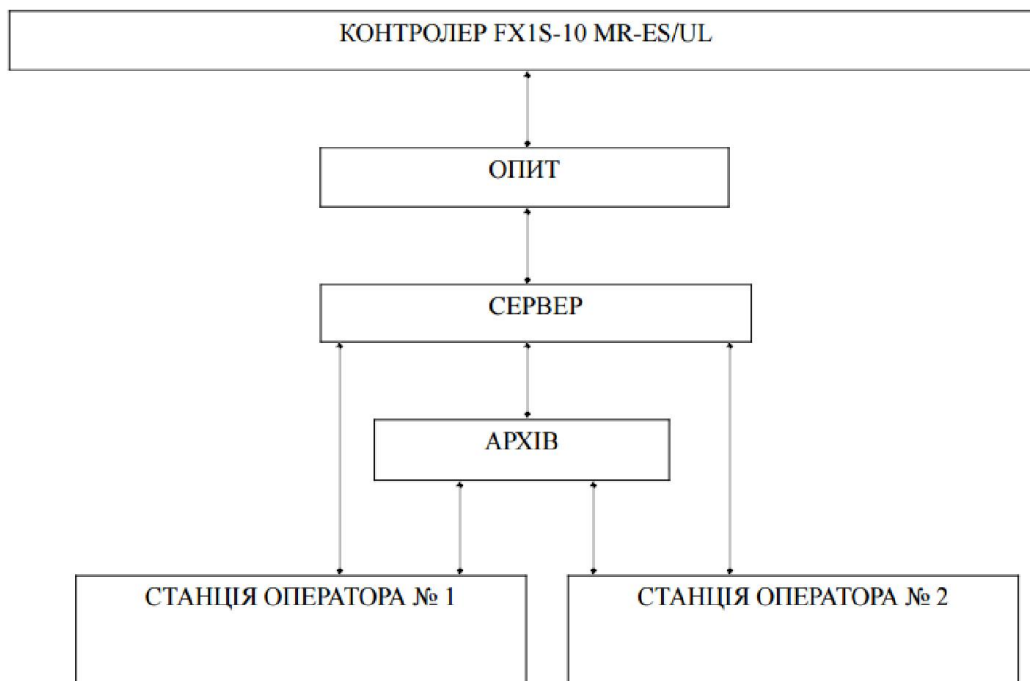 КОНТРОЛЕР FX1S-10 MR-ES/UL
ОПИТ
СЕРВЕР
АРХІВ
СТАНЦІЯ ОПЕРАТОРА № 1
СТАНЦІЯ ОПЕРАТОРА № 2